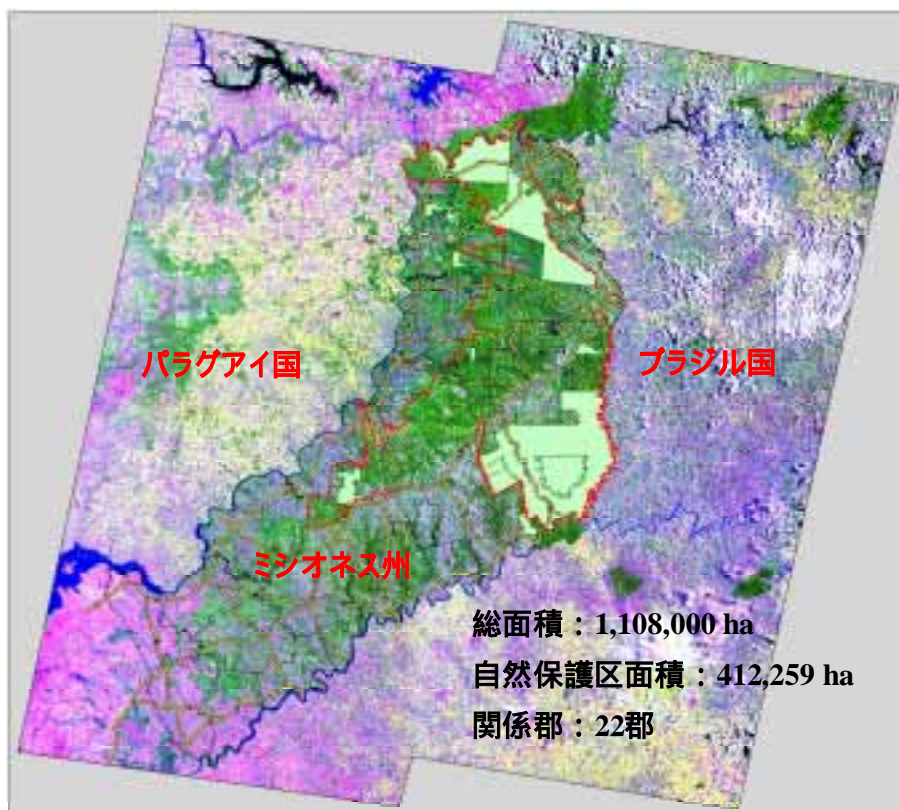 パラグアイ国
ブラジル国
ミシオネス州
総面積：1,108,000 ha
自然保護区面積：412,259 ha
関係郡：22郡